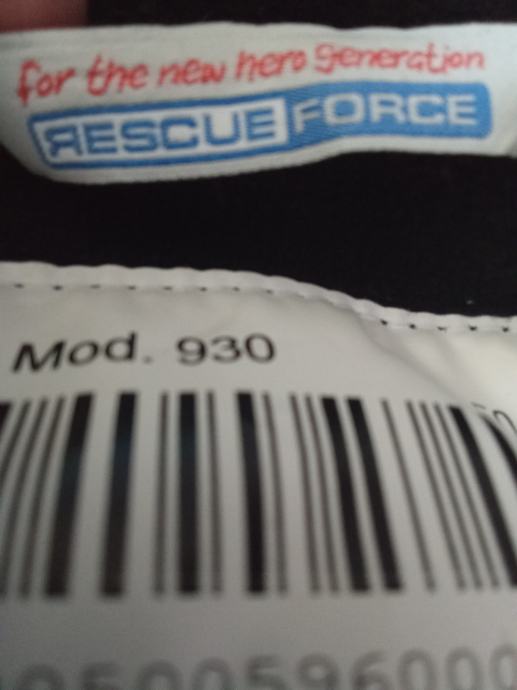 for the new hero generation
RESCUE FORCE
Mod. 930